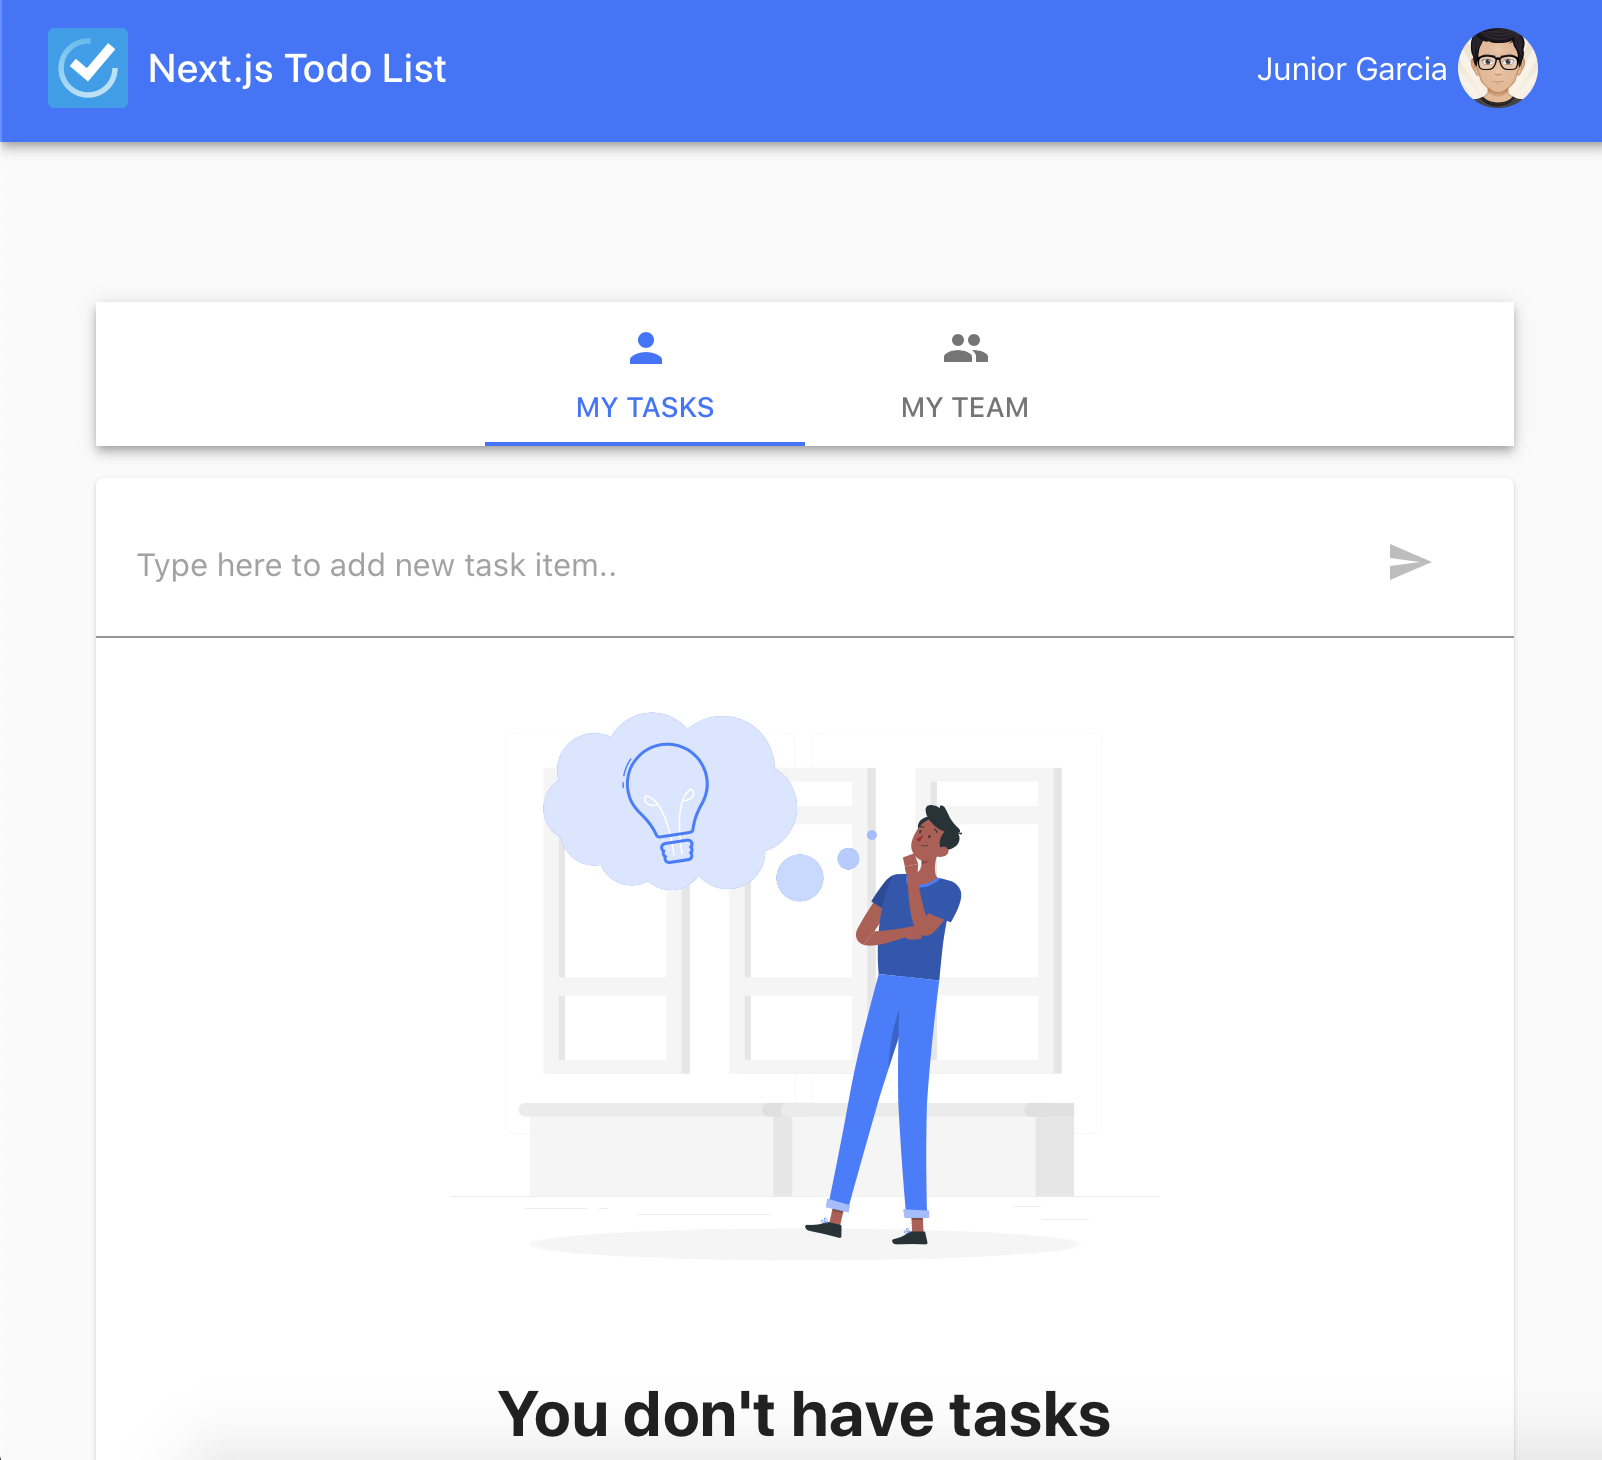 Next.js Todo List
Junior Garcia
MY TASKS
MY TEAM
Type here to add new task item..
You don't have tasks